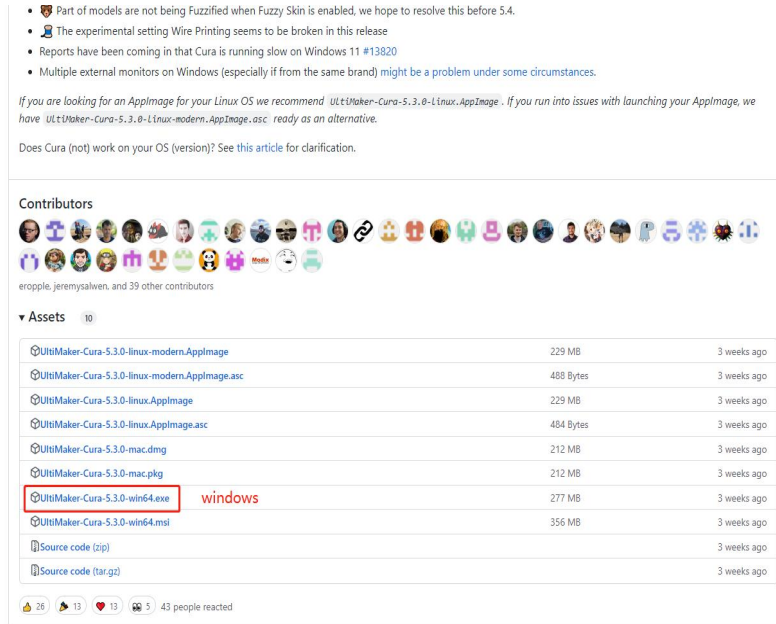 Part of models are not being Fuzzified when Fuzzy Skin is enabled, we hope to resolve this before 5.4.
The experimental setting Wire Printing seems to be broken in this release
Reports have been coming in that Cura is running slow on Windows 11 #13820
Multiple external monitors on Windows (especially if from the same brand) might be a problem under some circumstances.
If you are looking for an AppImage for your Linux OS we recommend UltiMaker-Cura-5.3.0-linux.AppImage. If you run into issues with launching your AppImage, we
have UltiMaker-Cura-5.3.0-linux-modern.AppImage.asc ready as an alternative.
Does Cura (not) work on your OS (version)? See this article for clarification.
Contributors
Modix
eropple, jeremysalwen, and 39 other contributors
Assets 10
UltiMaker-Cura-5.3.0-linux-modern.AppImage 229 MB 3 weeks ago
UltiMaker-Cura-5.3.0-linux-modern.AppImage.asc 488 Bytes 3 weeks ago
UltiMaker-Cura-5.3.0-linux.AppImage 229 MB 3 weeks ago
UltiMaker-Cura-5.3.0-linux.AppImage.asc 484 Bytes 3 weeks ago
UltiMaker-Cura-5.3.0-mac.dmg 212 MB 3 weeks ago
UltiMaker-Cura-5.3.0-mac.pkg 212 MB 3 weeks ago
UltiMaker-Cura-5.3.0-win64.exe windows 277 MB 3 weeks ago
UltiMaker-Cura-5.3.0-win64.msi 356 MB 3 weeks ago
Source code (zip) 3 weeks ago
Source code (tar.gz) 3 weeks ago
26 13 13 5 43 people reacted